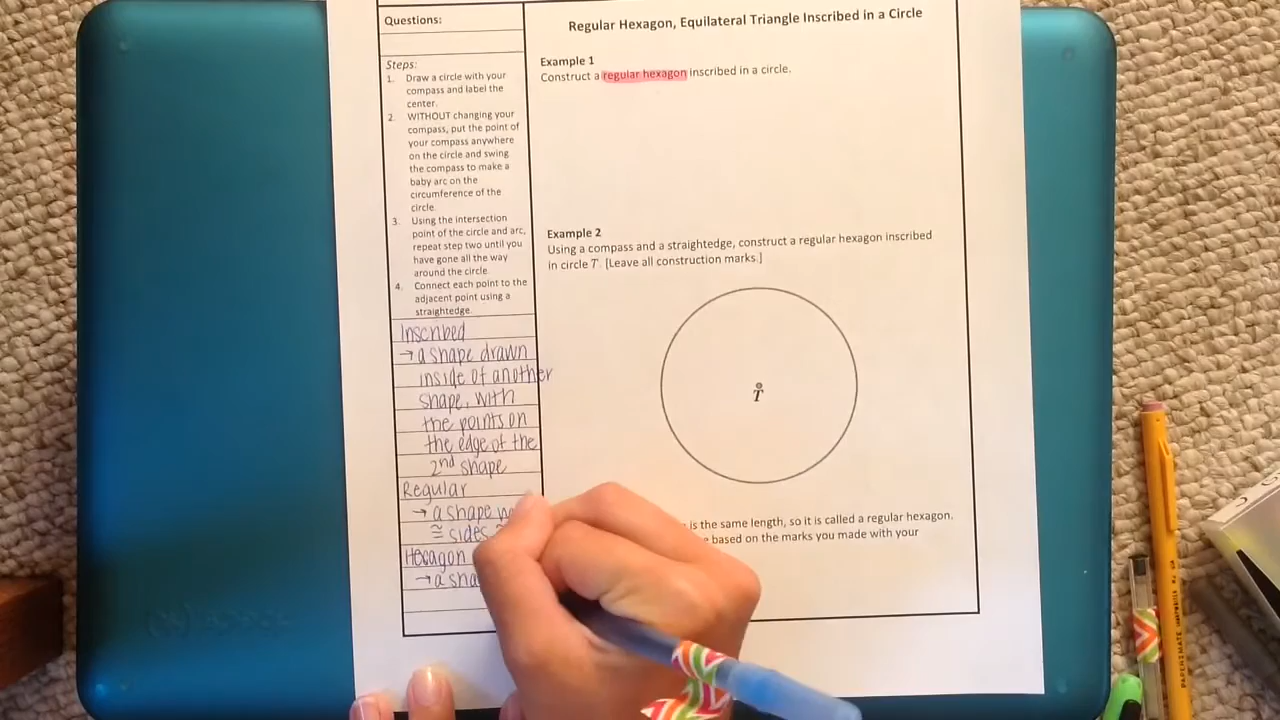 Questions:
Steps:
1. Draw a circle with your
compass and label the
center.
2. WITHOUT changing your
compass, put the point of
your compass anywhere
on the circle and swing
the compass to make a
baby arc on the
circumference of the
circle.
3. Using the intersection
point of the circle and arc,
repeat step two until you
have gone all the way
around the circle.
4. Connect each point to the
adjacent point using a
straightedge.
Inscribed
→ a shape drawn
inside of another
shape, with
the points on
the edge of the
2nd shape
Regular
→ a shape
≅ sides
Hexagon
→ a
Regular Hexagon, Equilateral Triangle Inscribed in a Circle
Example 1
Construct a regular hexagon inscribed in a circle.
Example 2
Using a compass and a straightedge, construct a regular hexagon inscribed
in circle T. [Leave all construction marks.]
T
is the same length, so it is called a regular hexagon.
based on the marks you made with your
PAPERMATE